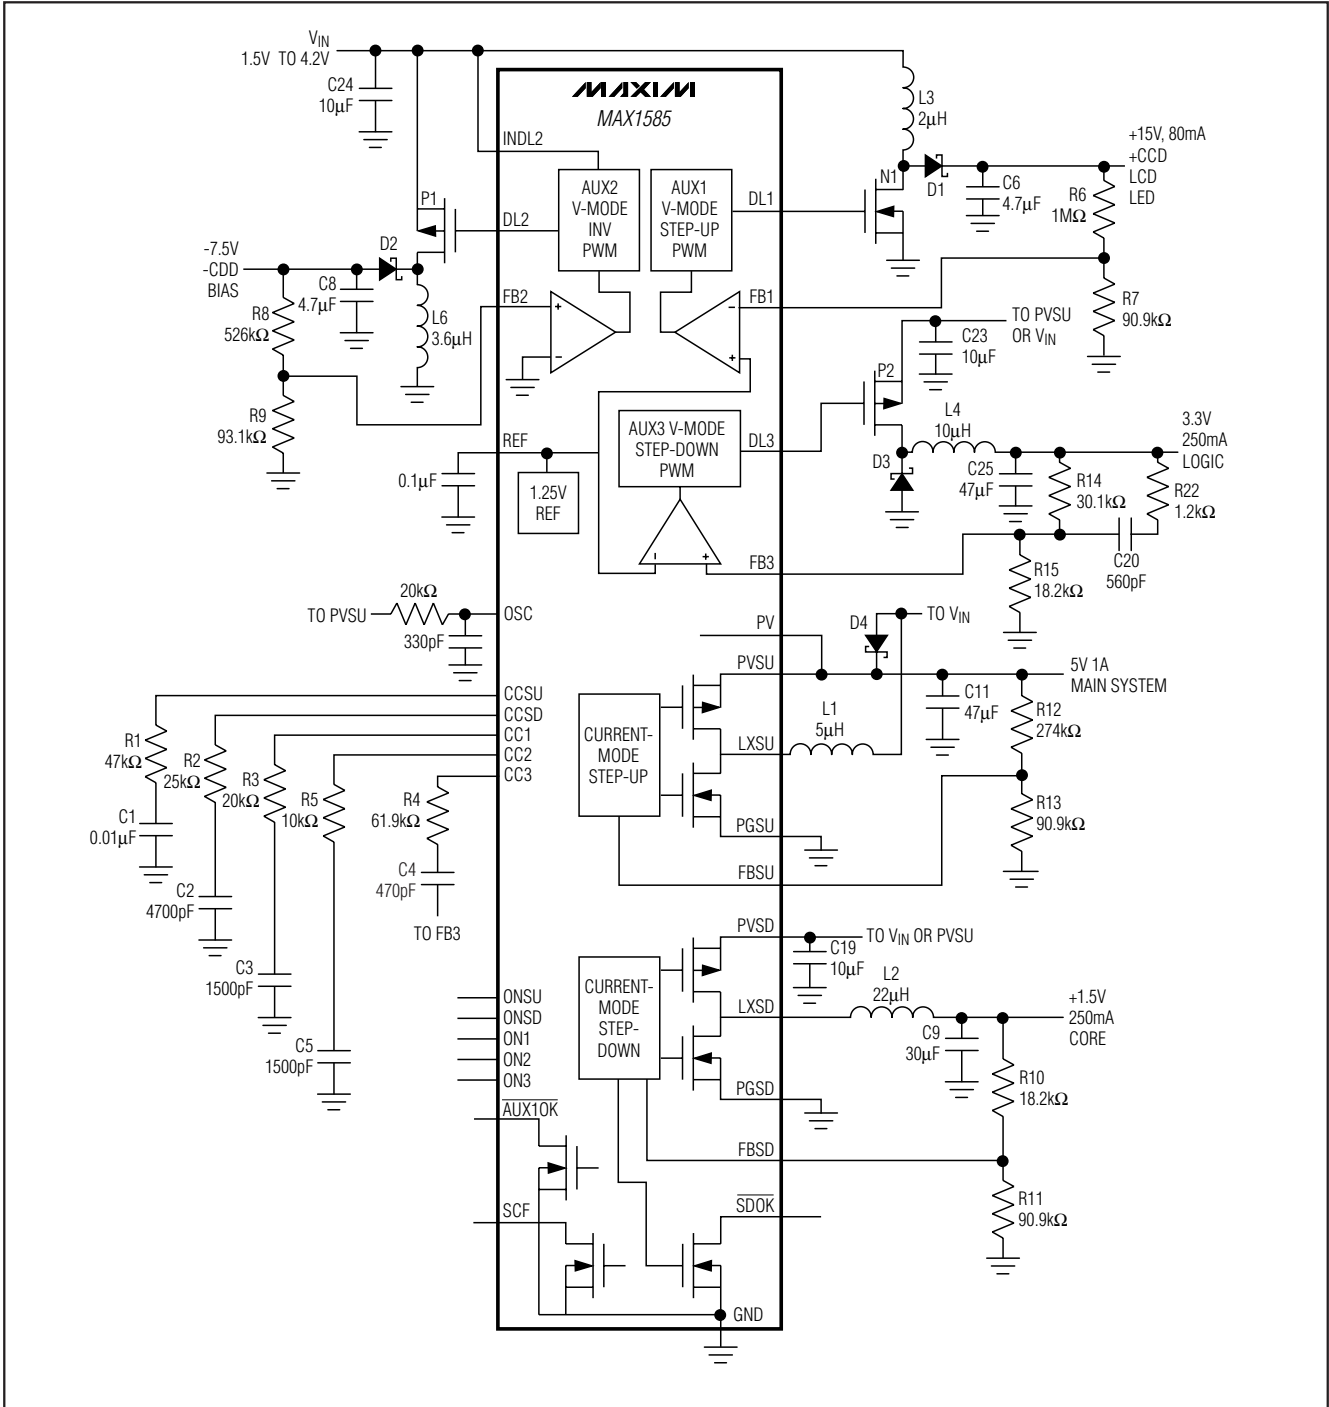 VIN
1.5V TO 4.2V
C24
10µF
MAXIM
MAX1585
INDL2
L3
2µH
+15V, 80mA
+CCD
LCD
LED
P1
AUX2
V-MODE
INV
PWM
AUX1
V-MODE
STEP-UP
PWM
DL1
N1
D1
C6
4.7µF
R6
1MΩ
DL2
-7.5V
-CDD
BIAS
D2
C8
4.7µF
R8
526kΩ
L6
3.6µH
FB2
+
−
FB1
−
+
TO PVSU
OR VIN
R7
90.9kΩ
C23
10µF
P2
R9
93.1kΩ
REF
0.1µF
1.25V
REF
AUX3 V-MODE
STEP-DOWN
PWM
DL3
L4
10µH
3.3V
250mA
LOGIC
D3
C25
47µF
R14
30.1kΩ
R22
1.2kΩ
−
+
FB3
C20
560pF
R15
18.2kΩ
20kΩ
TO PVSU
OSC
330pF
PV
D4
TO VIN
PVSU
5V 1A
MAIN SYSTEM
CCSU
CCSD
CC1
CC2
CC3
CURRENT-
MODE
STEP-UP
L1
5µH
LXSU
C11
47µF
R12
274kΩ
R1
47kΩ
R2
25kΩ
R3
20kΩ
R5
10kΩ
R4
61.9kΩ
R13
90.9kΩ
PGSU
C1
0.01µF
C4
470pF
FBSU
C2
4700pF
TO FB3
PVSD
TO VIN OR PVSU
C19
10µF
C3
1500pF
CURRENT-
MODE
STEP-
DOWN
L2
22µH
ONSU
ONSD
ON1
ON2
ON3
LXSD
+1.5V
250mA
CORE
C9
30µF
C5
1500pF
R10
18.2kΩ
PGSD
AUX1OK
FBSD
R11
90.9kΩ
SCF
SDOK
GND